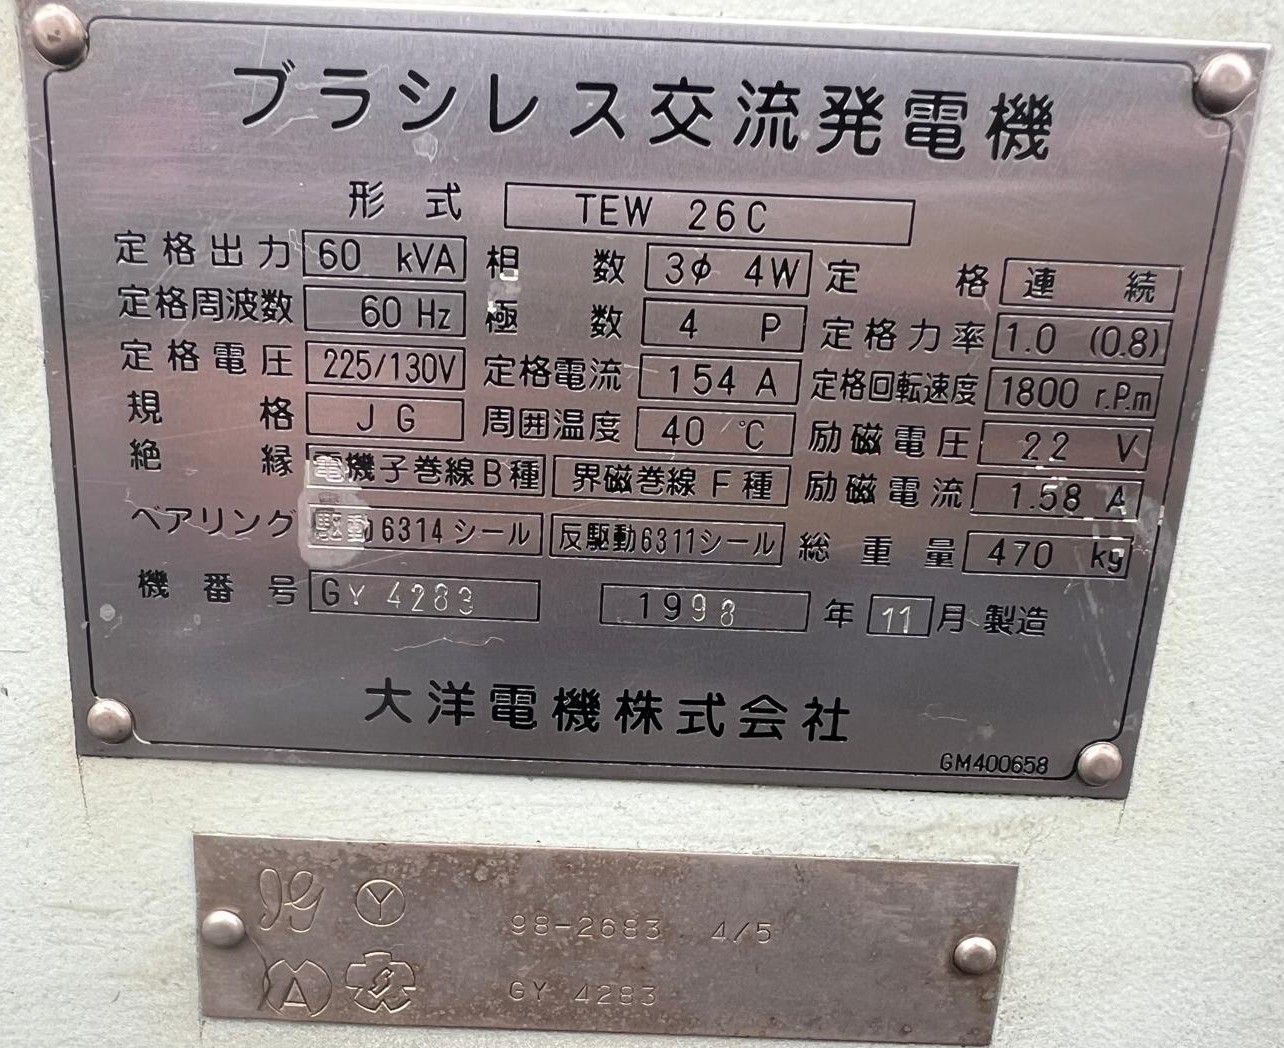 ブラシレス交流発電機
形式 TEW 26C
定格出力 60 kVA 相数 3φ 4W 定格 連続
定格周波数 60 Hz 極数 4 P 定格力率 1.0 (0.8)
定格電圧 225/130V 定格電流 154 A 定格回転速度 1800 r.P.m
規格 JG 周囲温度 40 ℃ 励磁電圧 22 V
絶縁 電機子巻線B種 界磁巻線F種 励磁電流 1.58 A
ベアリング 駆動6314シール 反駆動6311シール 総重量 470 kg
機番号 GY 4283 1998 年 11 月 製造
大洋電機株式会社
GM400658
JG Y 98-2683 4/5
A GY 4283